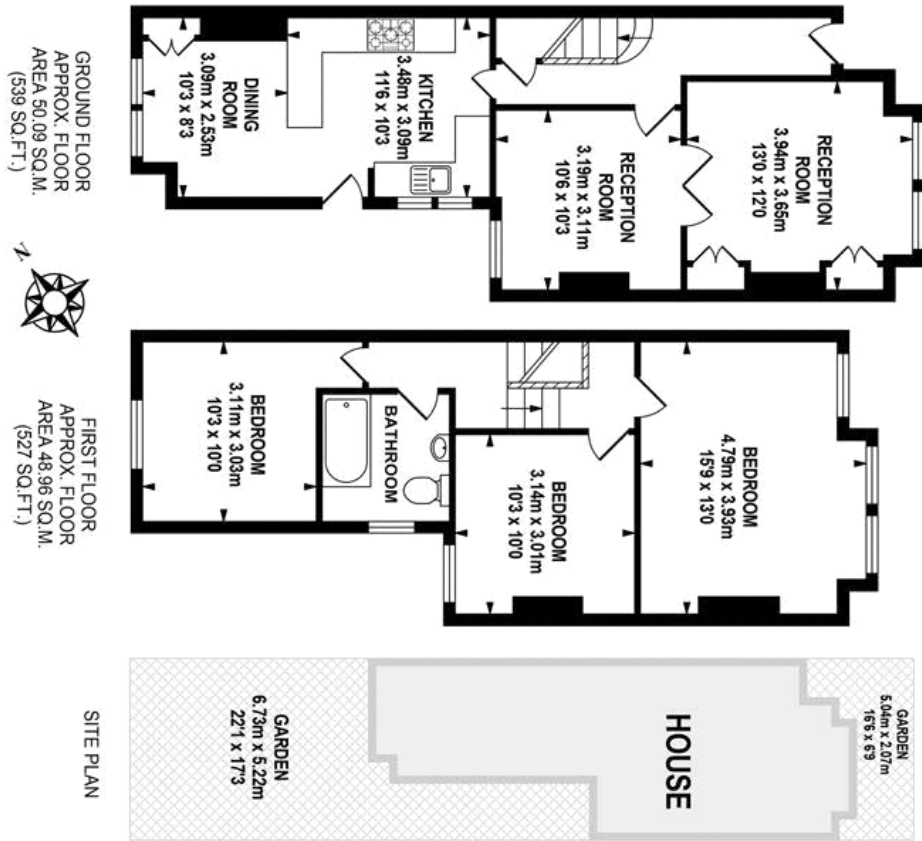 DINING
ROOM
3.09m x 2.53m
10'3 x 8'3
KITCHEN
3.48m x 3.09m
11'6 x 10'3
RECEPTION
ROOM
3.19m x 3.11m
10'6 x 10'3
RECEPTION
ROOM
3.94m x 3.65m
13'0 x 12'0
GROUND FLOOR
APPROX. FLOOR
AREA 50.09 SQ.M.
(539 SQ.FT.)
N
BEDROOM
3.11m x 3.03m
10'3 x 10'0
BATHROOM
BEDROOM
3.14m x 3.01m
10'3 x 10'0
BEDROOM
4.79m x 3.93m
15'9 x 13'0
FIRST FLOOR
APPROX. FLOOR
AREA 48.96 SQ.M.
(527 SQ.FT.)
GARDEN
6.73m x 5.22m
22'1 x 17'3
HOUSE
GARDEN
5.04m x 2.07m
16'6 x 6'9
SITE PLAN